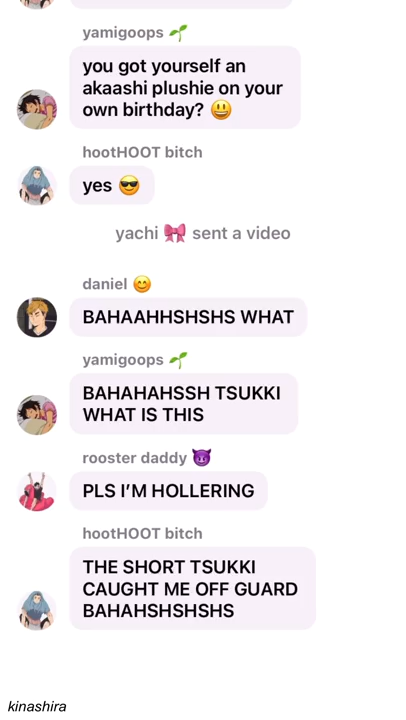 yamigoops 🌱
you got yourself an
akaashi plushie on your
own birthday? 😃
hootHOOT bitch
yes 😎
yachi 🎀 sent a video
daniel 😊
BAHAAHHSHSHS WHAT
yamigoops 🌱
BAHAHAHSSH TSUKKI
WHAT IS THIS
rooster daddy 😈
PLS I’M HOLLERING
hootHOOT bitch
THE SHORT TSUKKI
CAUGHT ME OFF GUARD
BAHAHSHSHSHS
kinashira